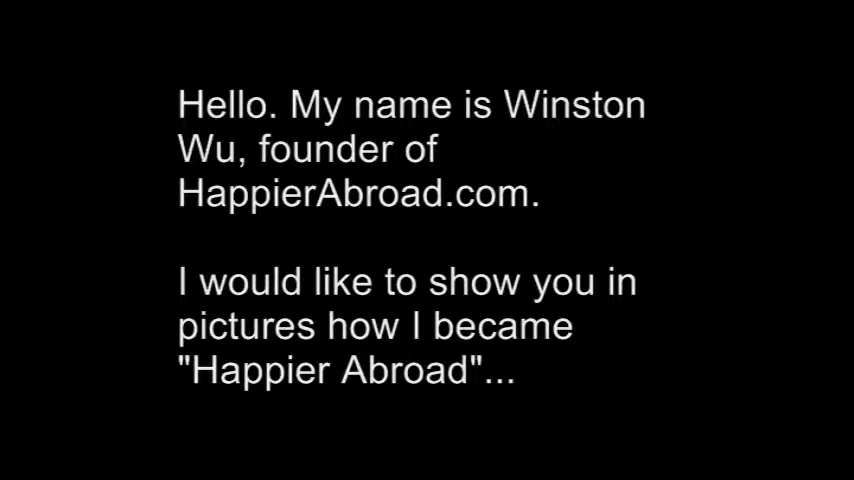 Hello. My name is Winston
Wu, founder of
HappierAbroad.com.
I would like to show you in
pictures how I became
"Happier Abroad"...